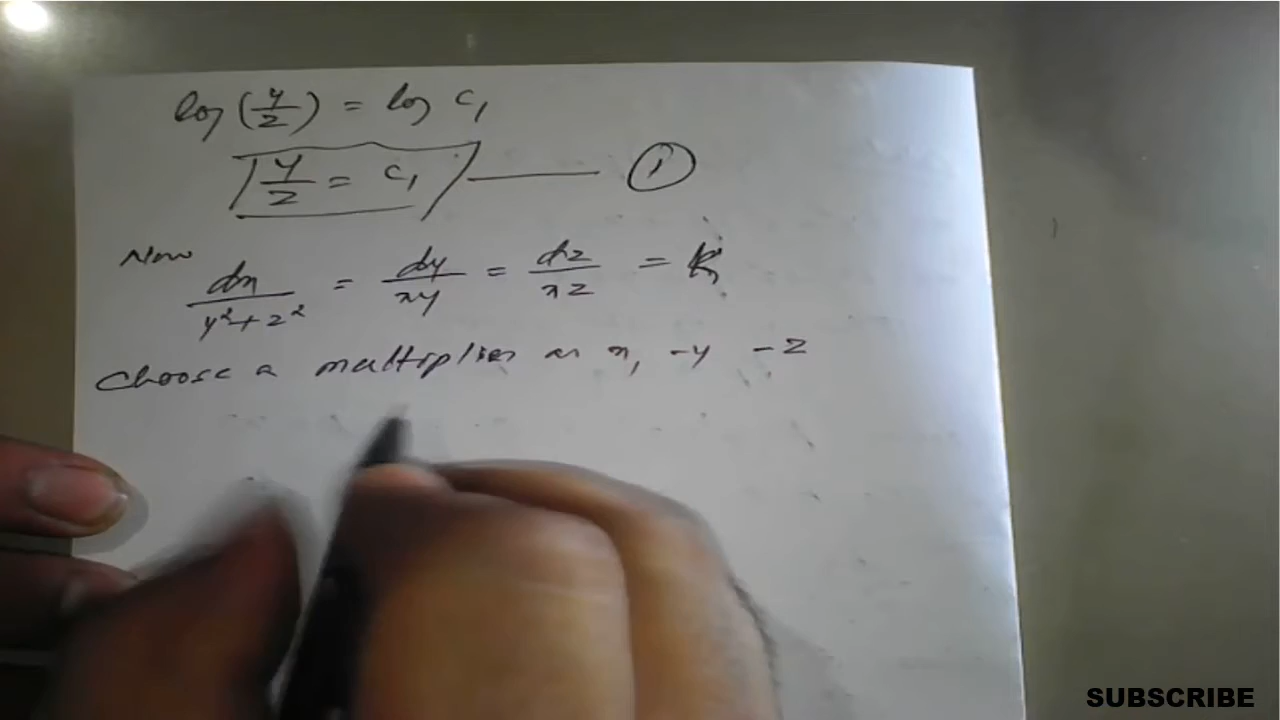 log (y/z) = log c₁
y/z = c₁ —— ①
Now
dx/(y²+z²) = dy/xy = dz/xz = k
Choose a multiplier as x, -y -z
SUBSCRIBE